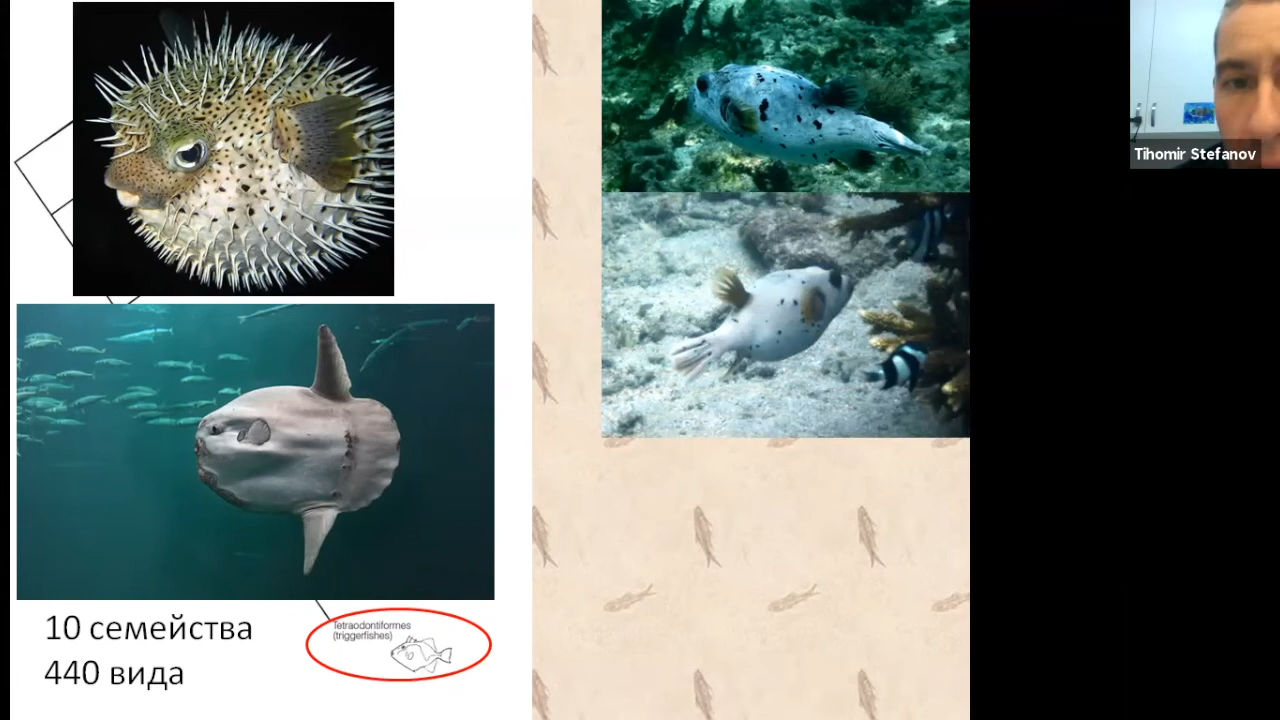 10 семейства
440 вида
Tetraodontiformes
(triggerfishes)
Tihomir Stefanov